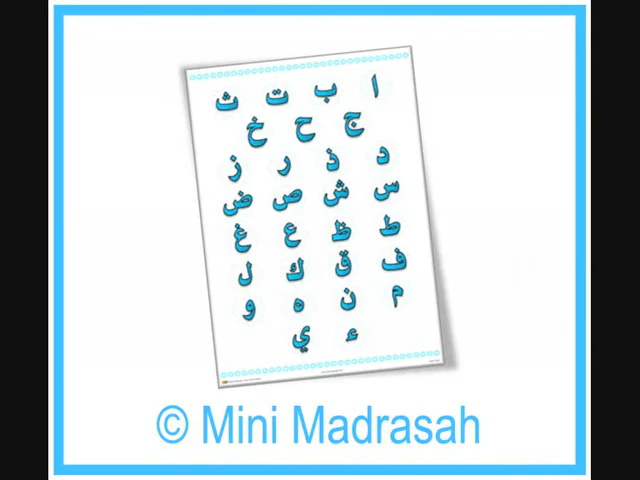 ا ب ت ث
ج ح خ
د ذ ر ز
س ش ص ض
ط ظ ع غ
ف ق ك ل
م ن ه و
ء ي
© Mini Madrasah